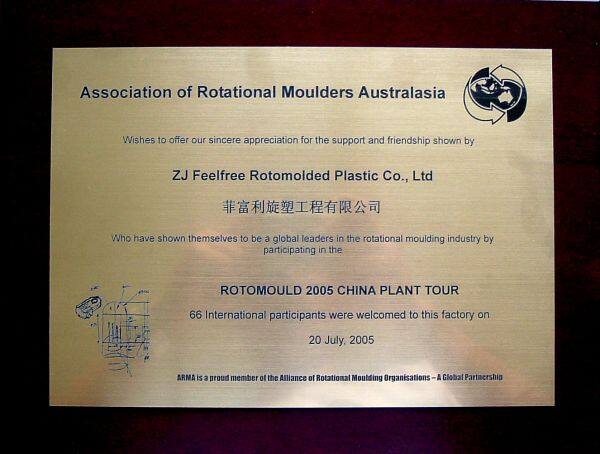 Association of Rotational Moulders Australasia
Wishes to offer our sincere appreciation for the support and friendship shown by
ZJ Feelfree Rotomolded Plastic Co., Ltd
菲富利旋塑工程有限公司
Who have shown themselves to be a global leaders in the rotational moulding industry by
participating in the
ROTOMOULD 2005 CHINA PLANT TOUR
66 International participants were welcomed to this factory on
20 July, 2005
ARMA is a proud member of the Alliance of Rotational Moulding Organisations – A Global Partnership